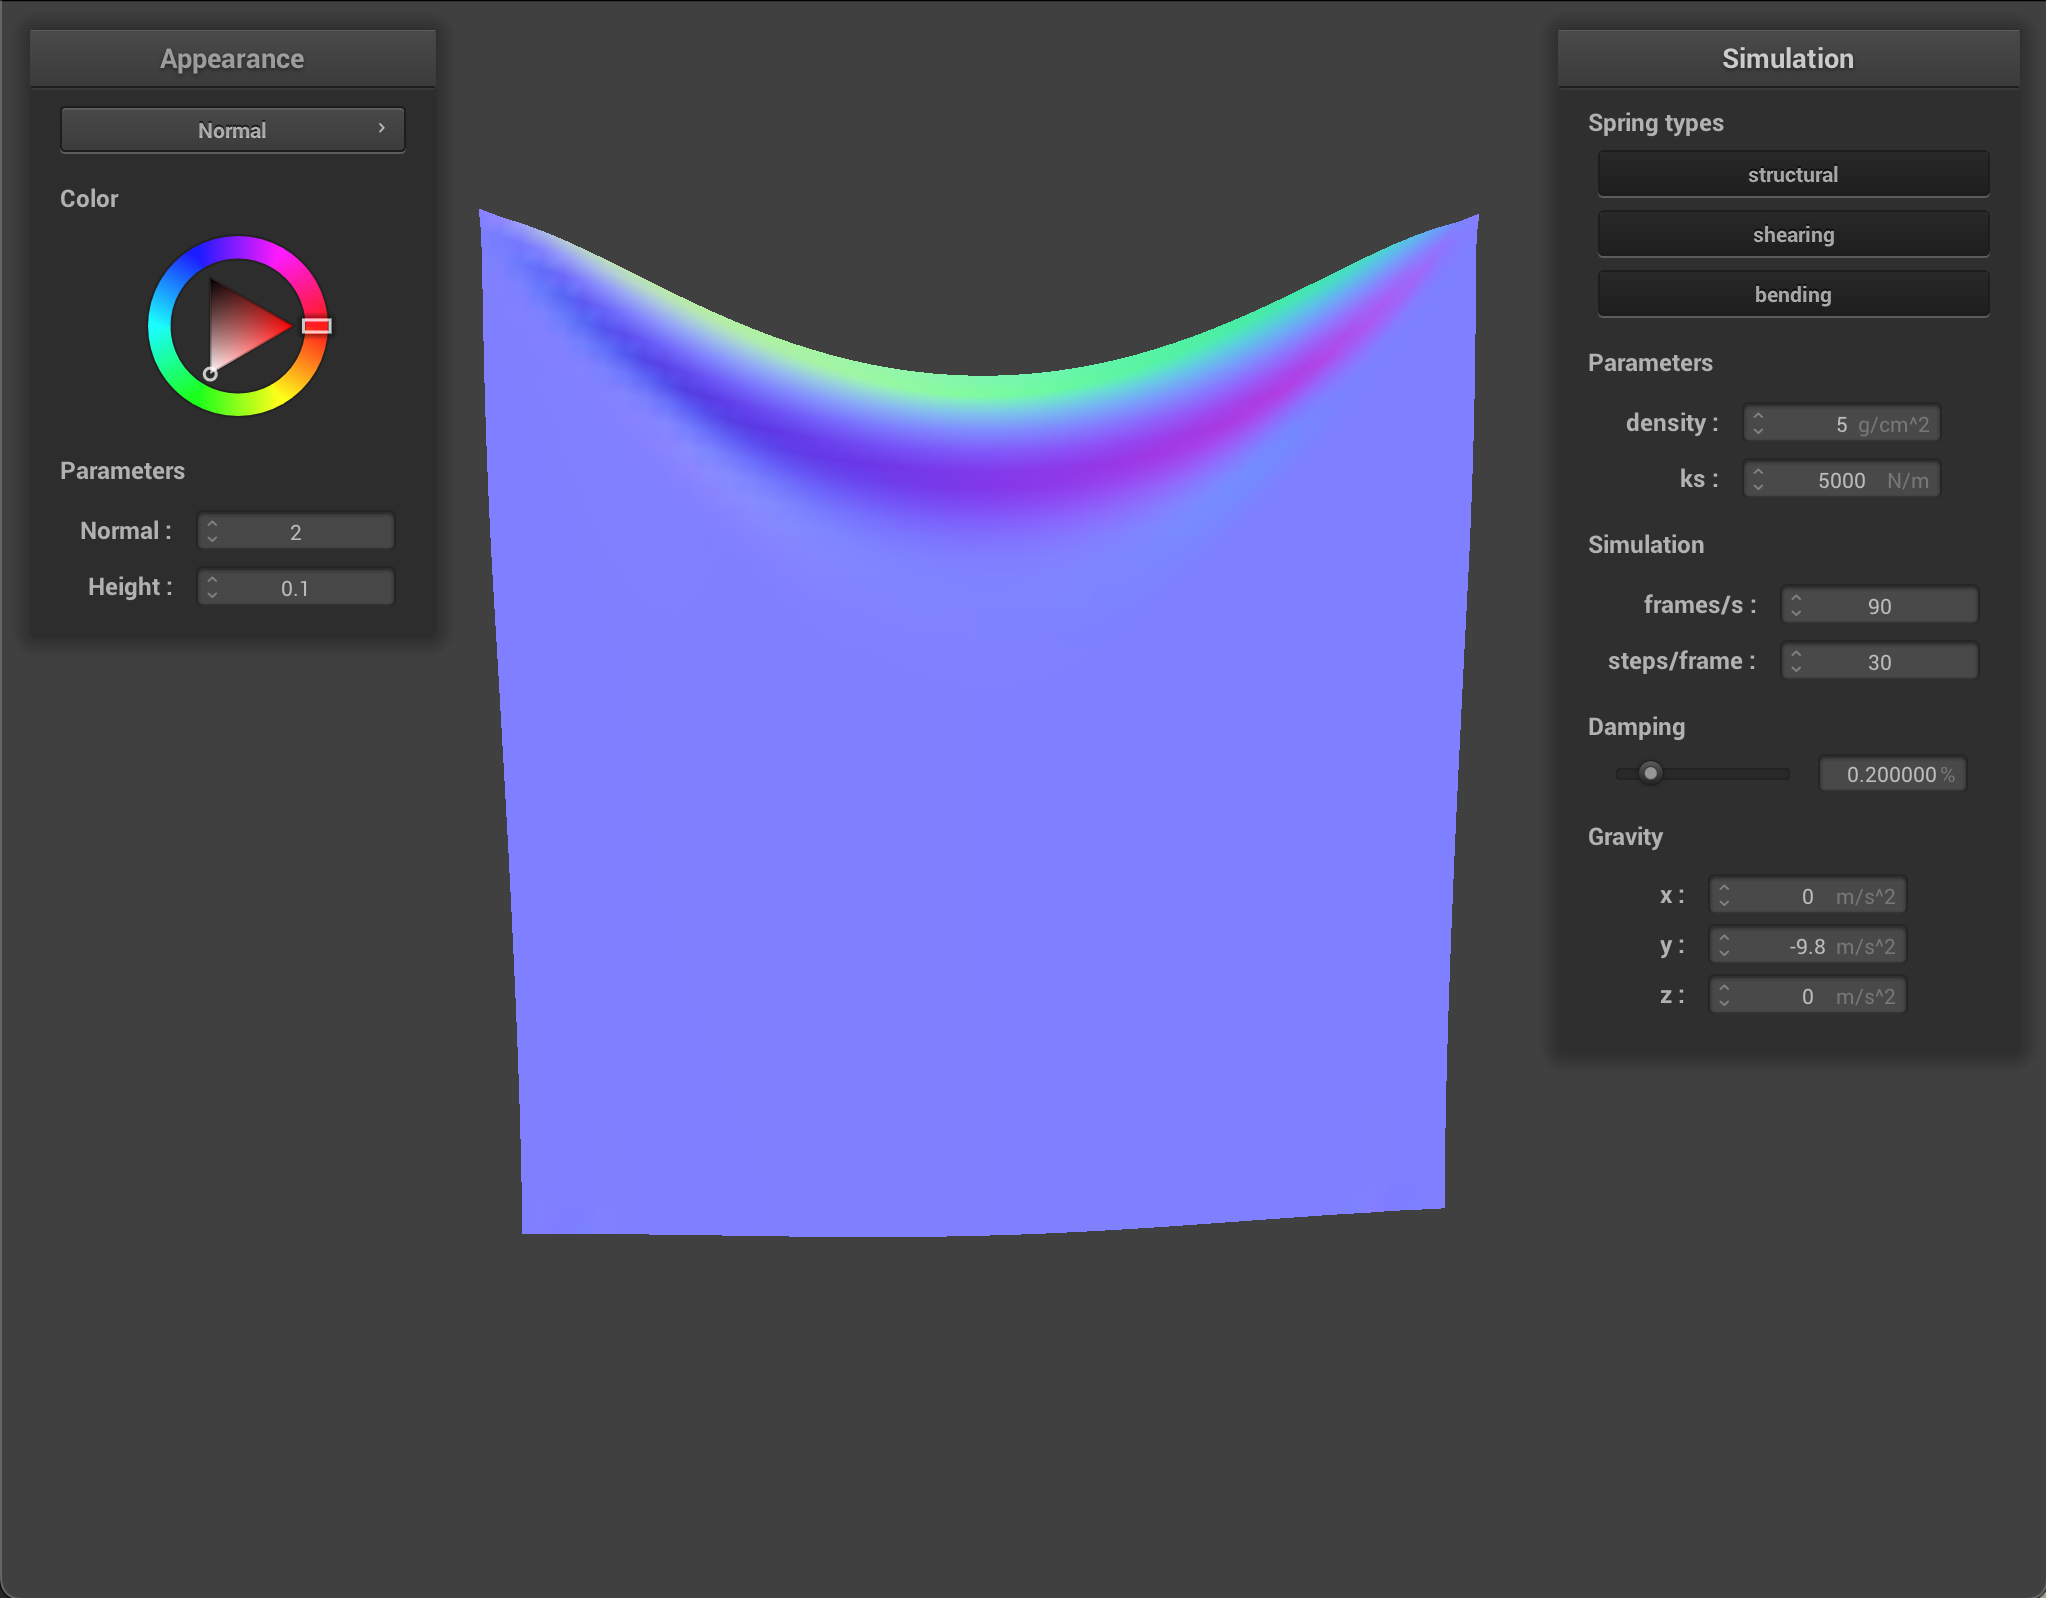 Appearance
Normal
Color
Parameters
Normal :
2
Height :
0.1
Simulation
Spring types
structural
shearing
bending
Parameters
density :
5 g/cm^2
ks :
5000 N/m
Simulation
frames/s :
90
steps/frame :
30
Damping
0.200000 %
Gravity
x :
0 m/s^2
y :
-9.8 m/s^2
z :
0 m/s^2